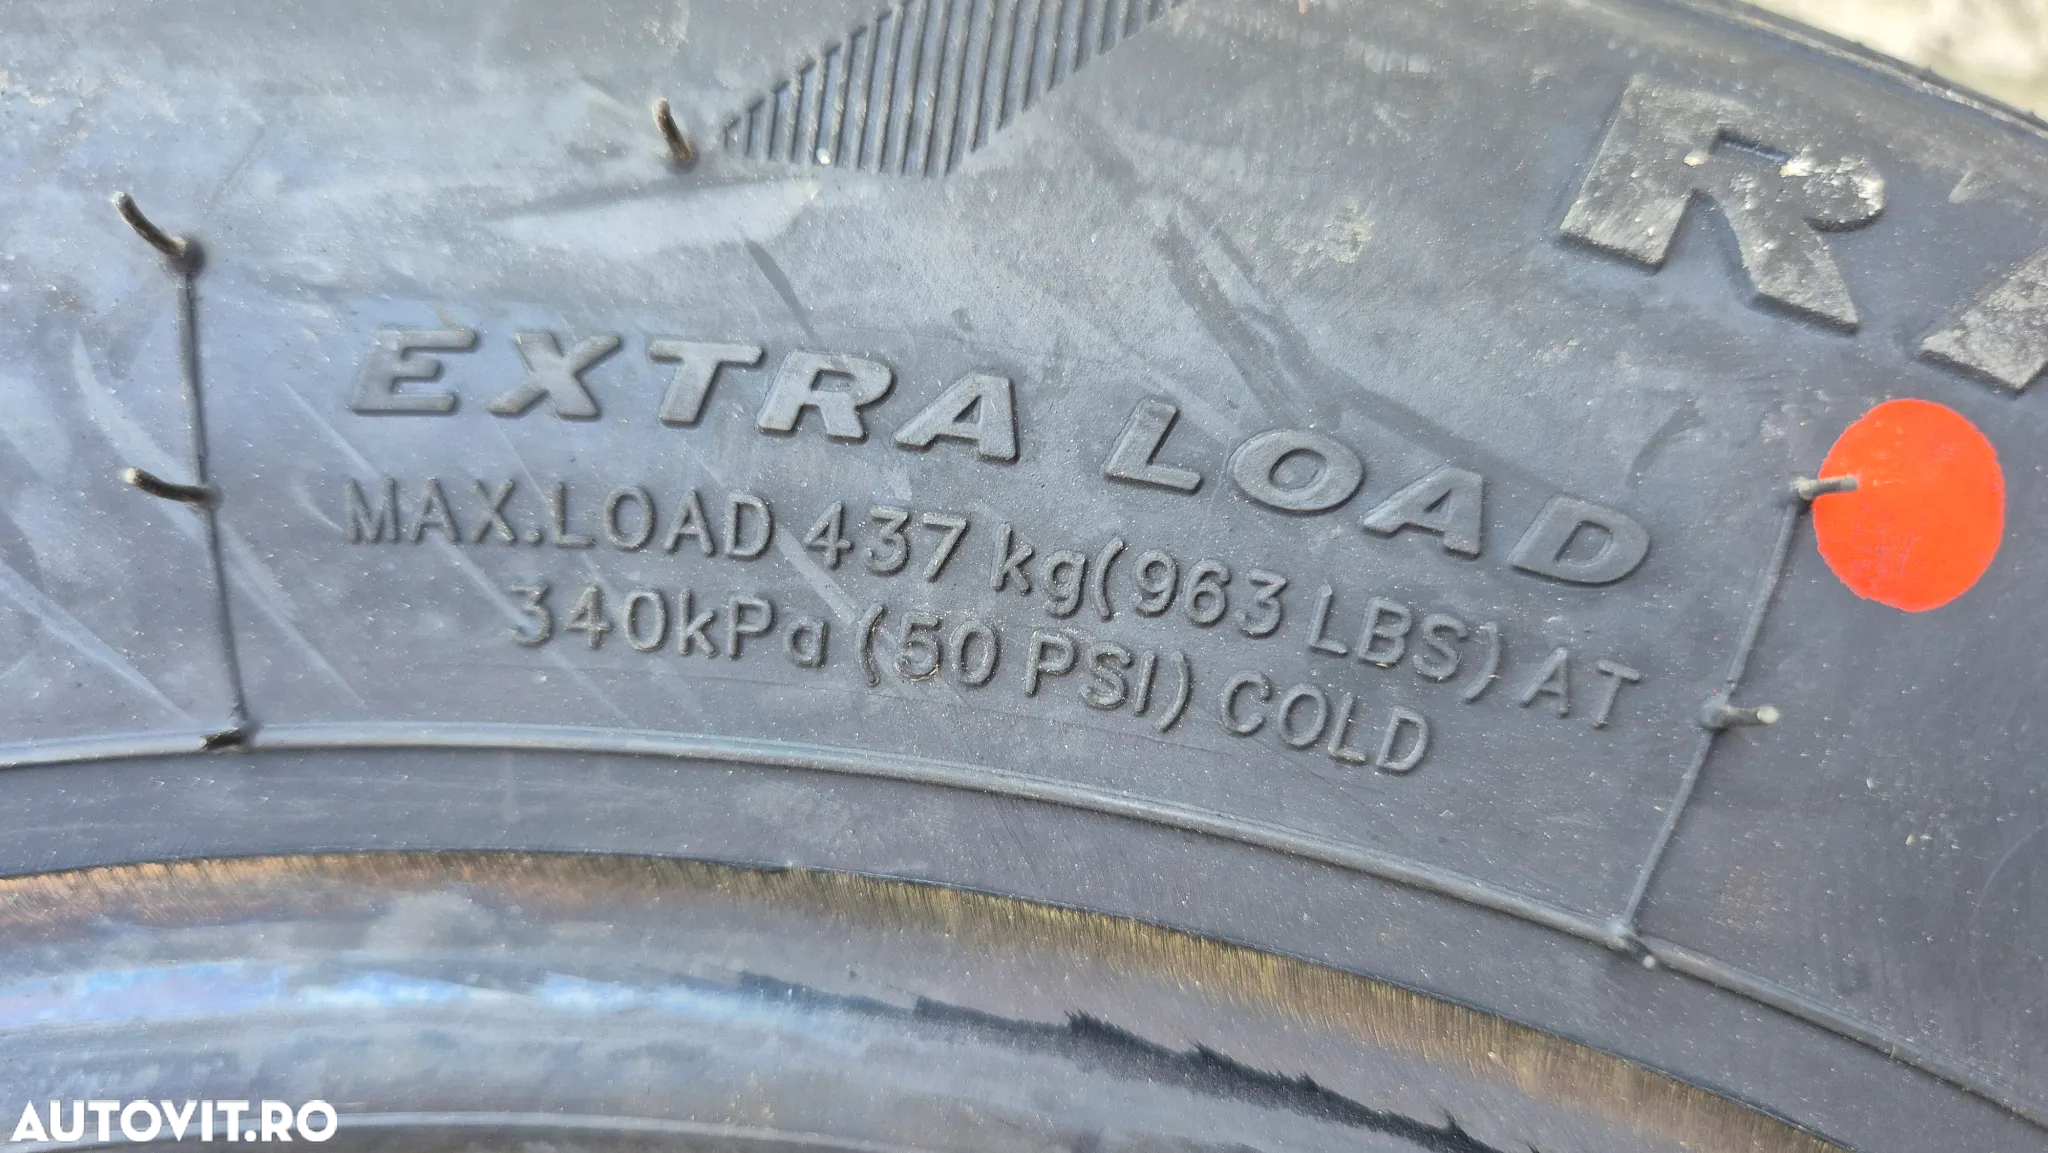 R
EXTRA LOAD
MAX.LOAD 437 kg(963 LBS) AT
340kPa (50 PSI) COLD
AUTOVIT.RO